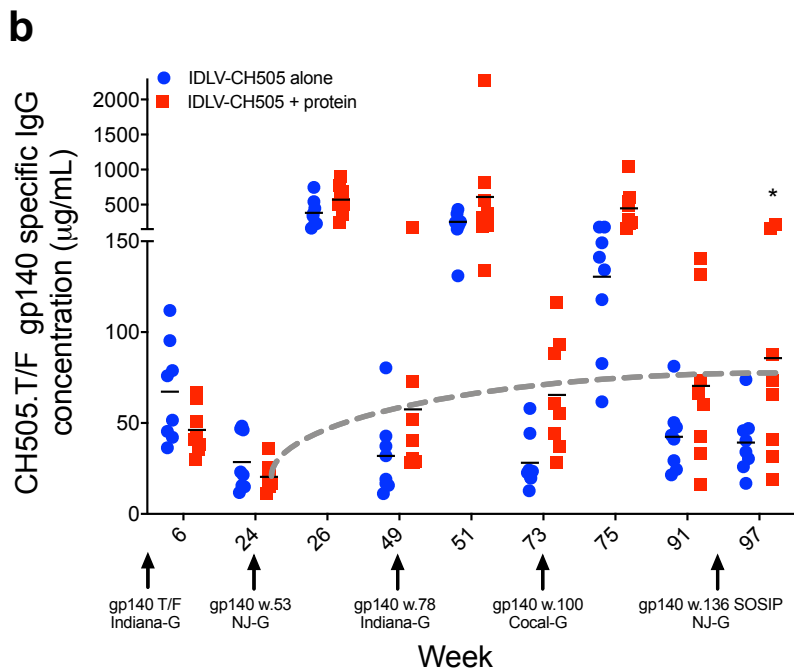 b
IDLV-CH505 alone
IDLV-CH505 + protein
CH505.T/F gp140 specific IgG
concentration (µg/mL)
2000
1500
1000
500
150
100
50
0
*
6
24
26
49
51
73
75
91
97
gp140 T/F
Indiana-G
gp140 w.53
NJ-G
gp140 w.78
Indiana-G
gp140 w.100
Cocal-G
gp140 w.136 SOSIP
NJ-G
Week